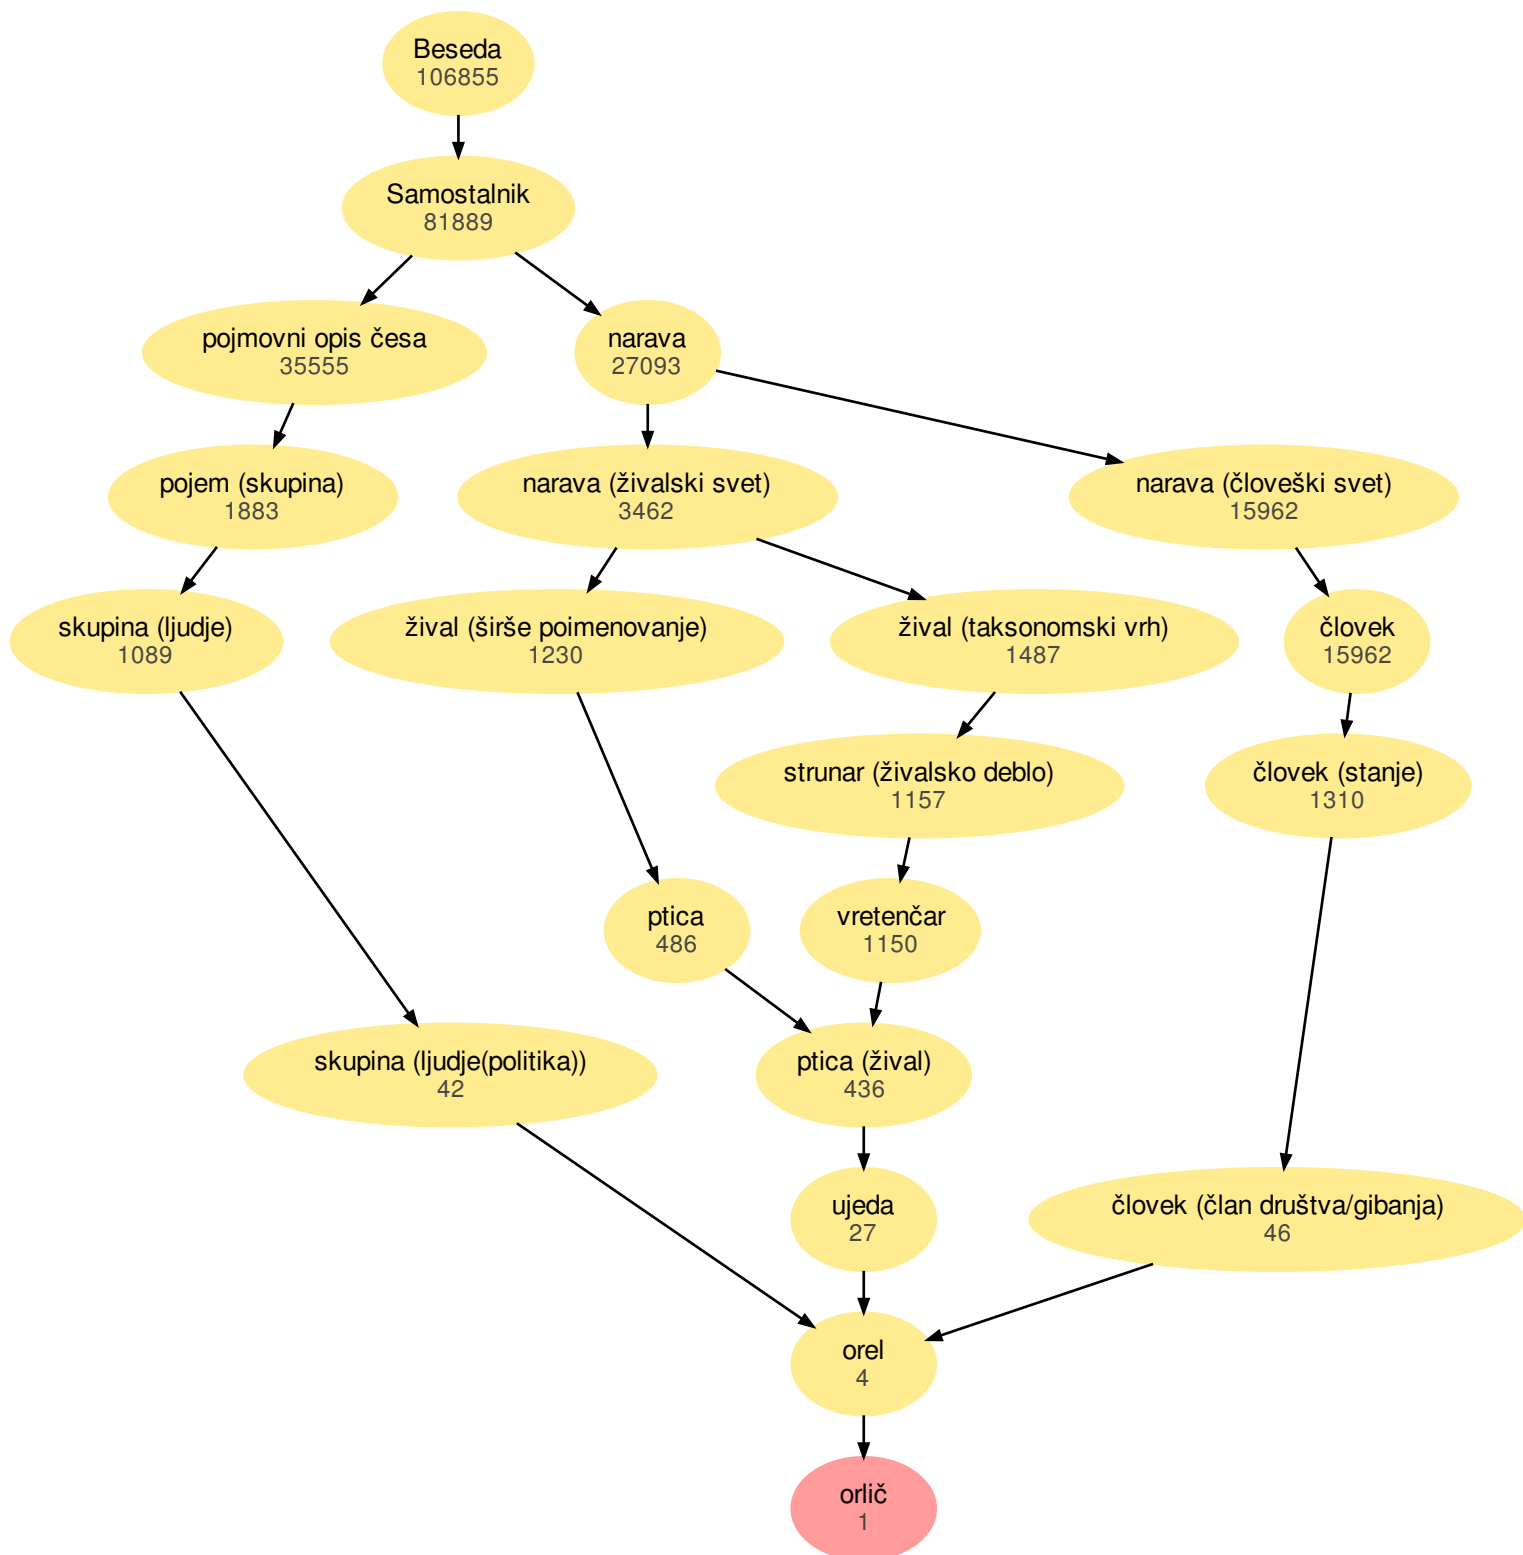 Beseda
106855
Samostalnik
81889
pojmovni opis česa
35555
narava
27093
pojem (skupina)
1883
narava (živalski svet)
3462
narava (človeški svet)
15962
skupina (ljudje)
1089
žival (širše poimenovanje)
1230
žival (taksonomski vrh)
1487
človek
15962
strunar (živalsko deblo)
1157
človek (stanje)
1310
ptica
486
vretenčar
1150
skupina (ljudje(politika))
42
ptica (žival)
436
ujeda
27
človek (član društva/gibanja)
46
orel
4
orlič
1